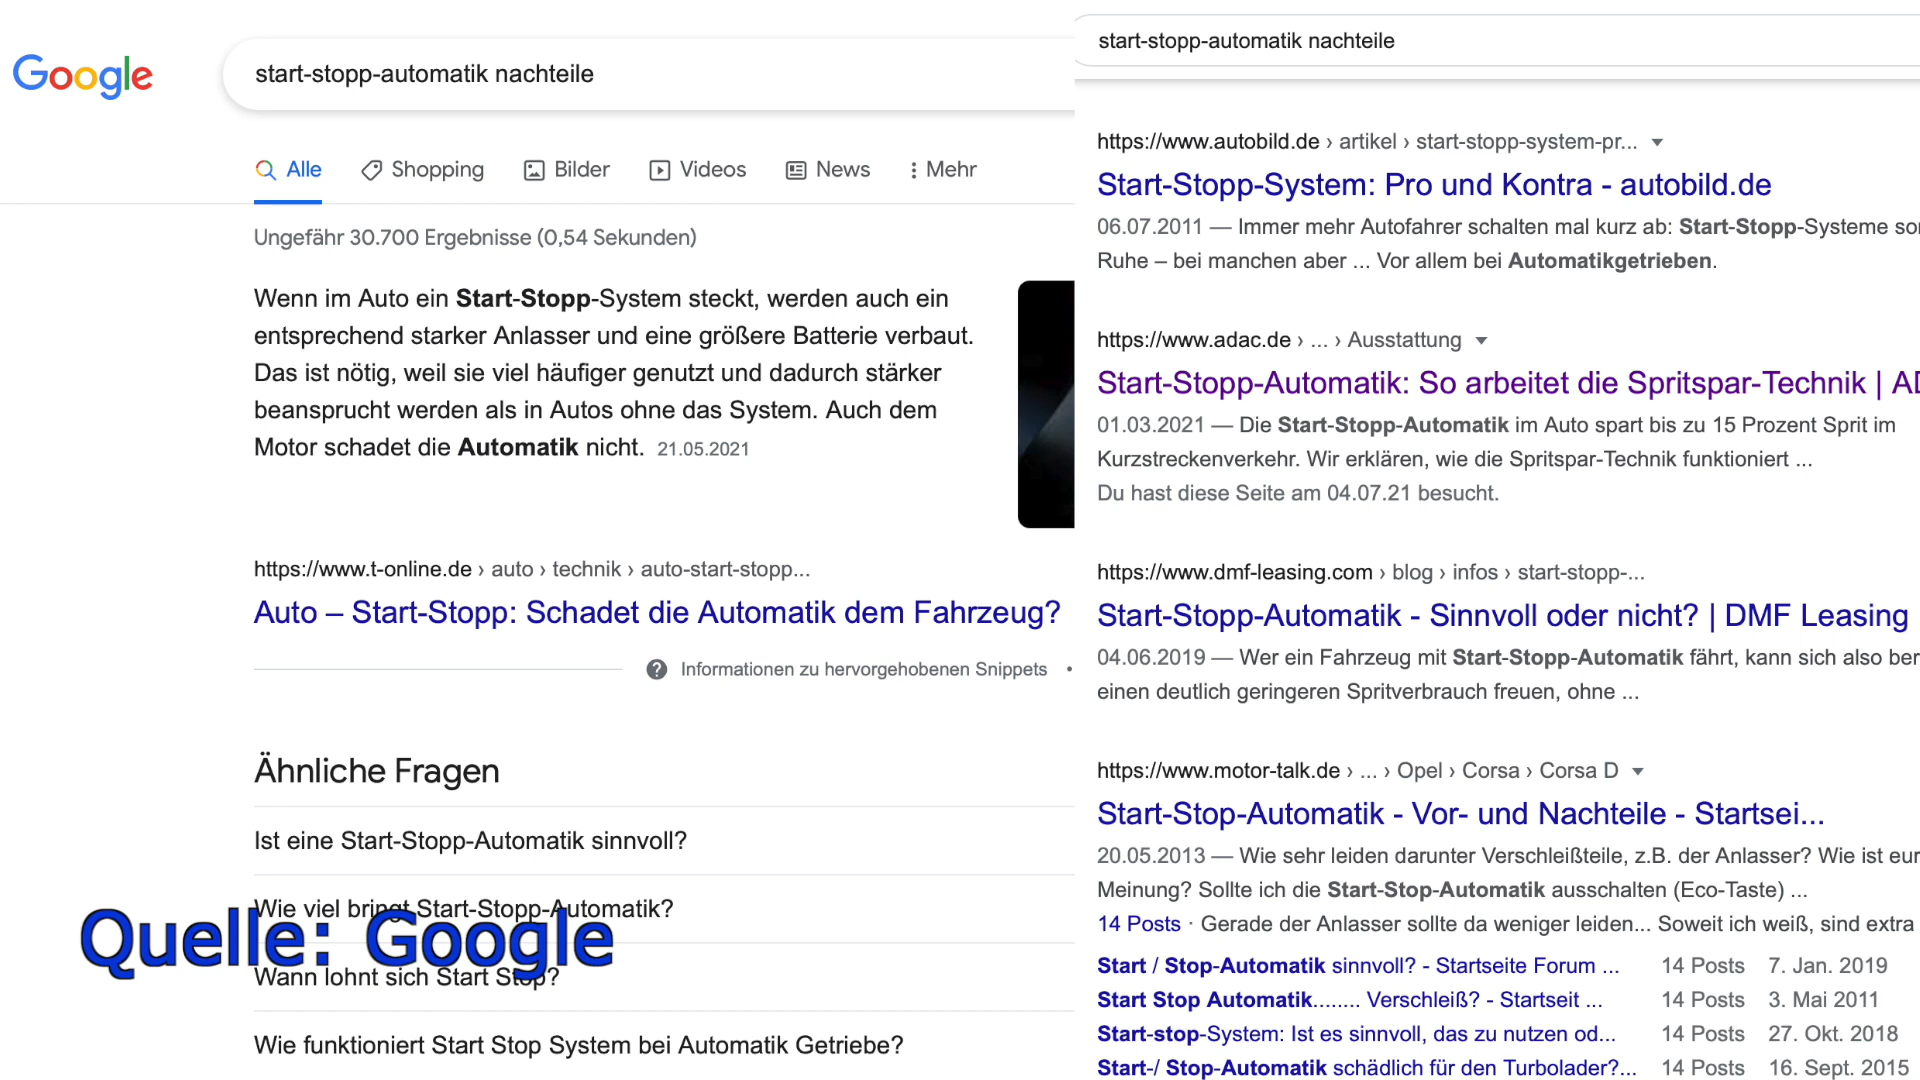 Google
start-stopp-automatik nachteile
Alle
Shopping
Bilder
Videos
News
Mehr
Ungefähr 30.700 Ergebnisse (0,54 Sekunden)
Wenn im Auto ein Start-Stopp-System steckt, werden auch ein
entsprechend starker Anlasser und eine größere Batterie verbaut.
Das ist nötig, weil sie viel häufiger genutzt und dadurch stärker
beansprucht werden als in Autos ohne das System. Auch dem
Motor schadet die Automatik nicht. 21.05.2021
https://www.t-online.de › auto › technik › auto-start-stopp...
Auto – Start-Stopp: Schadet die Automatik dem Fahrzeug?
Informationen zu hervorgehobenen Snippets •
Ähnliche Fragen
Ist eine Start-Stopp-Automatik sinnvoll?
Wie viel bringt Start-Stopp-Automatik?
Quelle: Google
Wann lohnt sich Start Stop?
Wie funktioniert Start Stop System bei Automatik Getriebe?
start-stopp-automatik nachteile
https://www.autobild.de › artikel › start-stopp-system-pr...
Start-Stopp-System: Pro und Kontra - autobild.de
06.07.2011 — Immer mehr Autofahrer schalten mal kurz ab: Start-Stopp-Systeme
Ruhe – bei manchen aber ... Vor allem bei Automatikgetrieben.
https://www.adac.de › ... › Ausstattung
Start-Stopp-Automatik: So arbeitet die Spritspar-Technik |
01.03.2021 — Die Start-Stopp-Automatik im Auto spart bis zu 15 Prozent Sprit im
Kurzstreckenverkehr. Wir erklären, wie die Spritspar-Technik funktioniert ...
Du hast diese Seite am 04.07.21 besucht.
https://www.dmf-leasing.com › blog › infos › start-stopp-...
Start-Stopp-Automatik - Sinnvoll oder nicht? | DMF Leasing
04.06.2019 — Wer ein Fahrzeug mit Start-Stopp-Automatik fährt, kann sich also
einen deutlich geringeren Spritverbrauch freuen, ohne ...
https://www.motor-talk.de › ... › Opel › Corsa › Corsa D
Start-Stop-Automatik - Vor- und Nachteile - Startsei...
20.05.2013 — Wie sehr leiden darunter Verschleißteile, z.B. der Anlasser? Wie ist
Meinung? Sollte ich die Start-Stop-Automatik ausschalten (Eco-Taste) ...
14 Posts · Gerade der Anlasser sollte da weniger leiden... Soweit ich weiß, sind extra
Start / Stop-Automatik sinnvoll? - Startseite Forum ... 14 Posts 7. Jan. 2019
Start Stop Automatik........ Verschleiß? - Startseit ... 14 Posts 3. Mai 2011
Start-stop-System: Ist es sinnvoll, das zu nutzen od... 14 Posts 27. Okt. 2018
Start-/ Stop-Automatik schädlich für den Turbolader?... 14 Posts 16. Sept. 2015